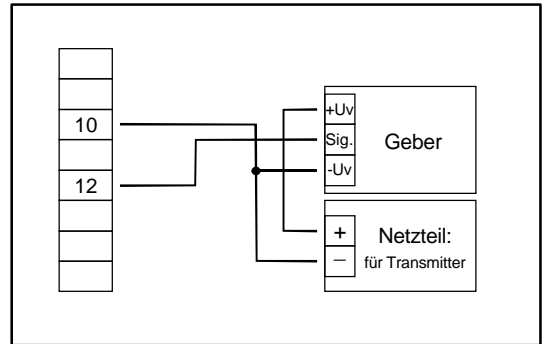 10
12
+Uv
Sig.
-Uv
Geber
+
−
Netzteil:
für Transmitter